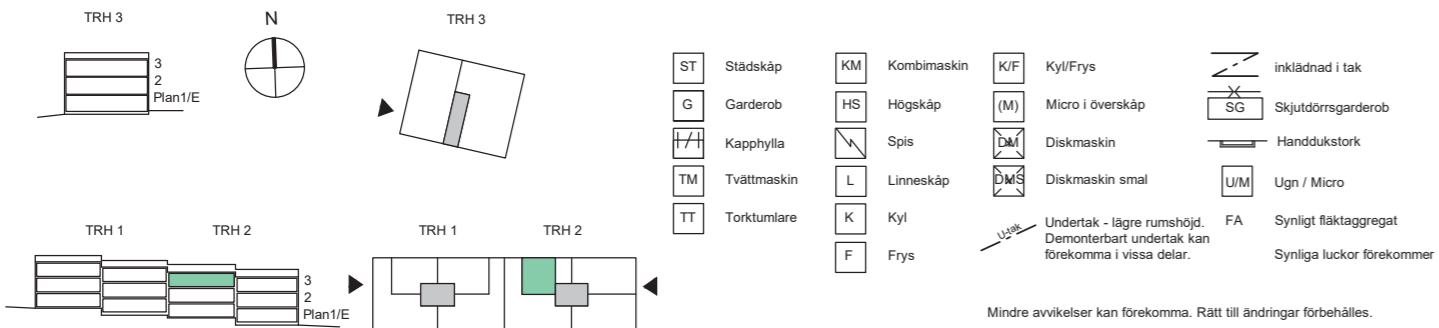 TRH 3
N
TRH 3
3
2
Plan1/E
TRH 1
TRH 2
3
2
Plan1/E
TRH 1
TRH 2
ST Städskåp
G Garderob
Kapphylla
TM Tvättmaskin
TT Torktumlare
KM Kombimaskin
HS Högskåp
Spis
L Linneskåp
K Kyl
F Frys
K/F Kyl/Frys
(M) Micro i överskåp
DM Diskmaskin
DMS Diskmaskin smal
U-tak Undertak - lägre rumshöjd.
Demonterbart undertak kan
förekomma i vissa delar.
inklädnad i tak
SG Skjutdörrsgarderob
Handdukstork
U/M Ugn / Micro
FA Synligt fläktaggregat
Synliga luckor förekommer
Mindre avvikelser kan förekomma. Rätt till ändringar förbehålles.